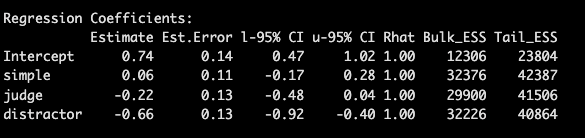 Regression Coefficients:
Estimate Est.Error l-95% CI u-95% CI Rhat Bulk_ESS Tail_ESS
Intercept 0.74 0.14 0.47 1.02 1.00 12306 23804
simple 0.06 0.11 -0.17 0.28 1.00 32376 42387
judge -0.22 0.13 -0.48 0.04 1.00 29900 41506
distractor -0.66 0.13 -0.92 -0.40 1.00 32226 40864